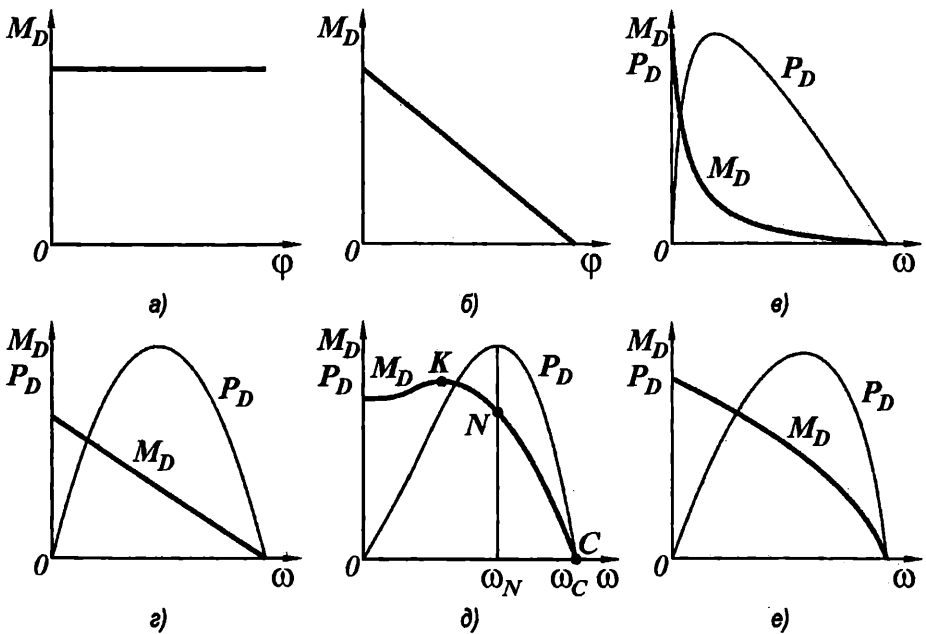 M_D M_D M_D
P_D P_D
M_D
0 φ 0 φ 0 ω
а) б) в)
M_D M_D M_D
P_D P_D M_D K P_D P_D P_D
P_D M_D
M_D N
C
0 ω 0 ω_N ω_C ω 0 ω
г) д) е)